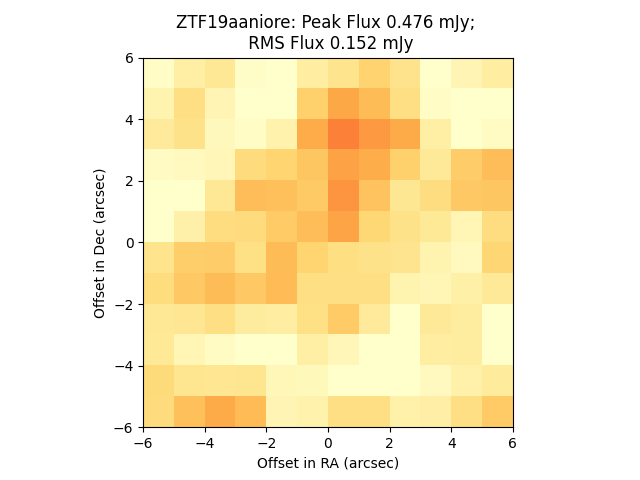 ZTF19aaniore: Peak Flux 0.476 mJy;
RMS Flux 0.152 mJy
6
4
2
0
−2
−4
−6
−6 −4 −2 0 2 4 6
Offset in Dec (arcsec)
Offset in RA (arcsec)